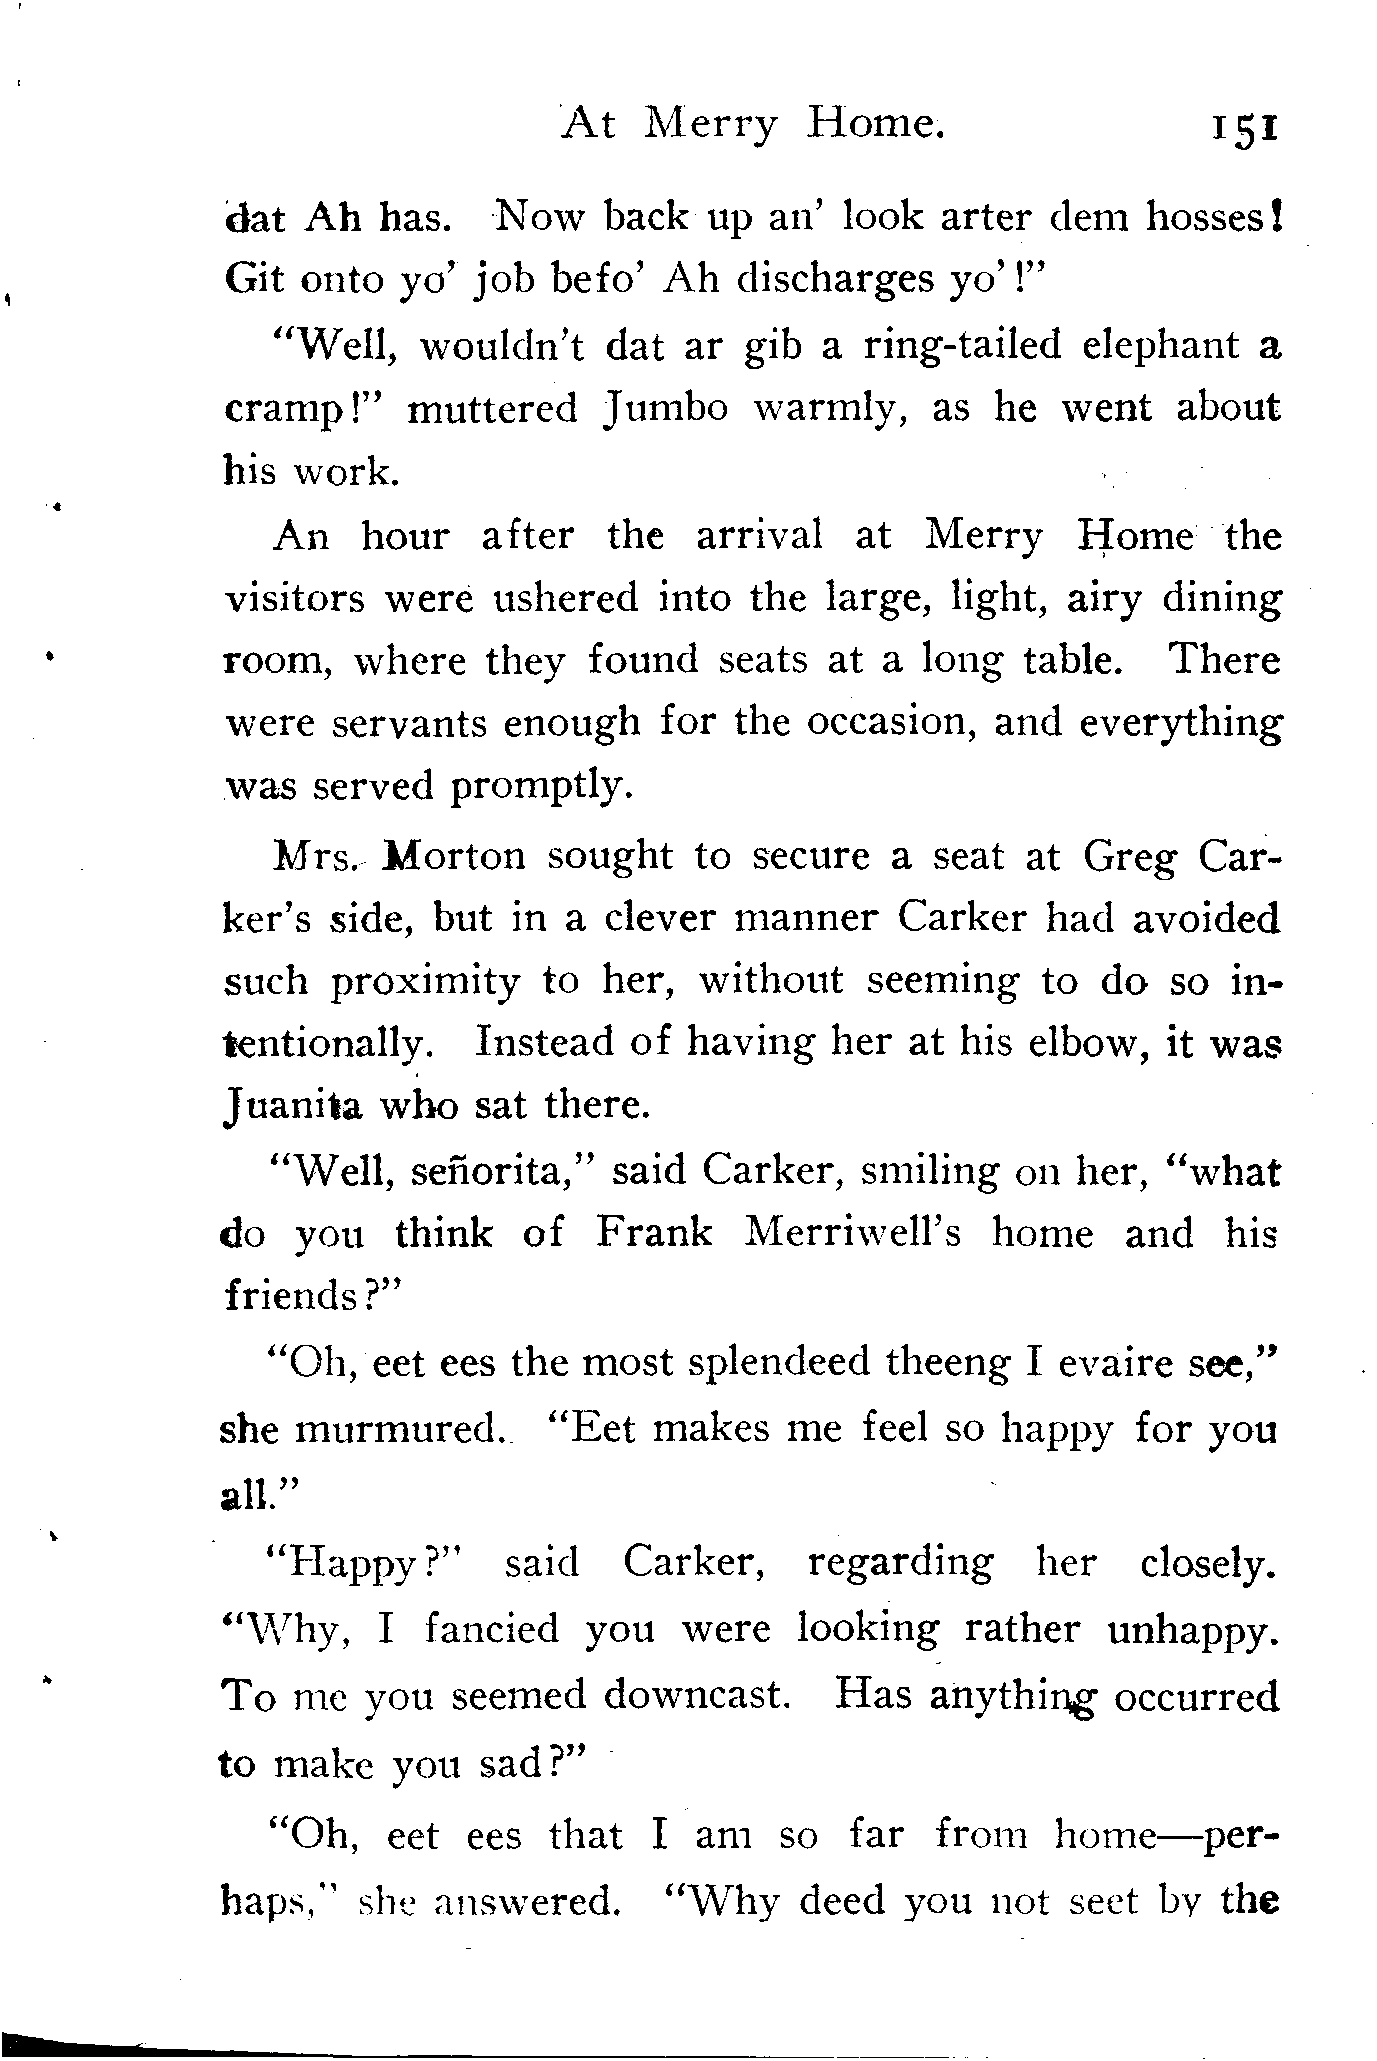 At Merry Home. 151
dat Ah has. Now back up an' look arter dem hosses!
Git onto yo' job befo' Ah discharges yo'!"
"Well, wouldn't dat ar gib a ring-tailed elephant a
cramp!" muttered Jumbo warmly, as he went about
his work.
An hour after the arrival at Merry Home the
visitors were ushered into the large, light, airy dining
room, where they found seats at a long table. There
were servants enough for the occasion, and everything
was served promptly.
Mrs. Morton sought to secure a seat at Greg Car-
ker's side, but in a clever manner Carker had avoided
such proximity to her, without seeming to do so in-
tentionally. Instead of having her at his elbow, it was
Juanita who sat there.
"Well, señorita," said Carker, smiling on her, "what
do you think of Frank Merriwell's home and his
friends?"
"Oh, eet ees the most splendeed theeng I evaire see,"
she murmured. "Eet makes me feel so happy for you
all."
"Happy?" said Carker, regarding her closely.
"Why, I fancied you were looking rather unhappy.
To me you seemed downcast. Has anything occurred
to make you sad?"
"Oh, eet ees that I am so far from home—per-
haps," she answered. "Why deed you not seet by the